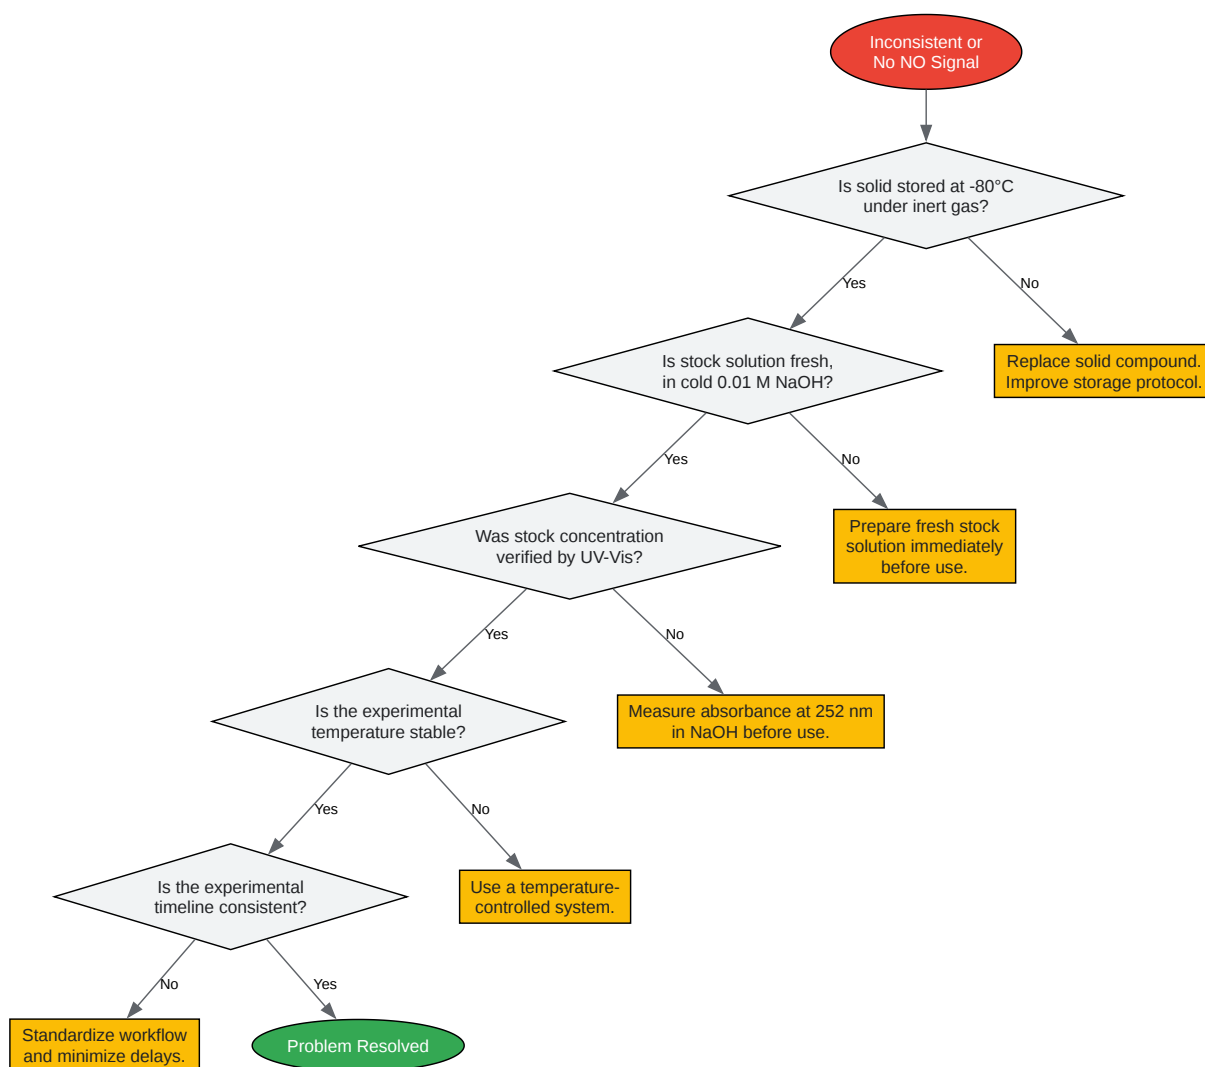 Inconsistent or
No NO Signal
Is solid stored at -80°C
under inert gas?
Yes
No
Is stock solution fresh,
in cold 0.01 M NaOH?
Replace solid compound.
Improve storage protocol.
Yes
No
Was stock concentration
verified by UV-Vis?
Prepare fresh stock
solution immediately
before use.
Yes
No
Is the experimental
temperature stable?
Measure absorbance at 252 nm
in NaOH before use.
Yes
No
Is the experimental
timeline consistent?
Use a temperature-
controlled system.
No
Yes
Standardize workflow
and minimize delays.
Problem Resolved